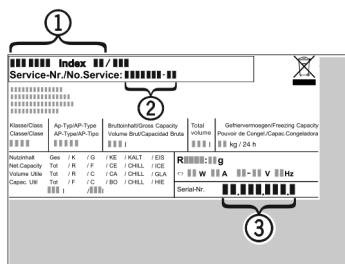 1
Index /
Service-Nr./No.Service: -
2
Klasse/Class Ap-Typ/AP-Type Bruttoinhalt/Gross Capacity Total Gefriervermoegen/Freezing Capacity
Classe/Clase AP-Type/AP-Tipo Volume Brut/Capacidad Bruta volume Pouvoir de Congel./Capac.Congeladora
l l kg / 24 h
Nutzinhalt Ges / K / G / KE / KALT / EIS
Net.Capacity Tot / R / F / CE / CHILL / ICE
Volume Utile Tot / F / C / CA / CHILL / GLA
Capec. Util Tot / F / C / BO / CHILL / HIE
l / l
R : g
W A - V Hz
Serial-Nr. . . .
3